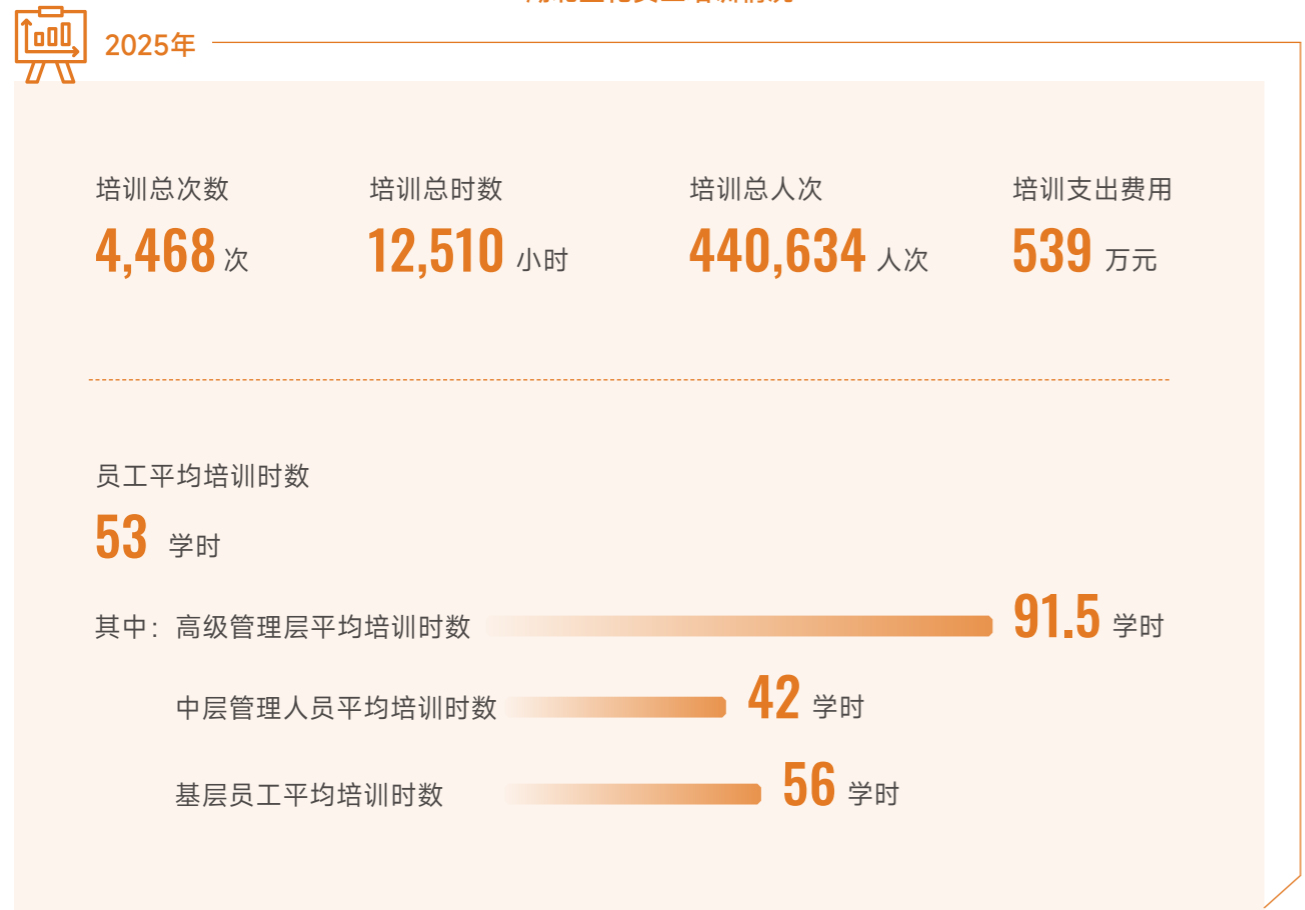 2025年
培训总次数
4,468 次
培训总时数
12,510 小时
培训总人次
440,634 人次
培训支出费用
539 万元
员工平均培训时数
53 学时
其中：高级管理层平均培训时数 91.5 学时
中层管理人员平均培训时数 42 学时
基层员工平均培训时数 56 学时